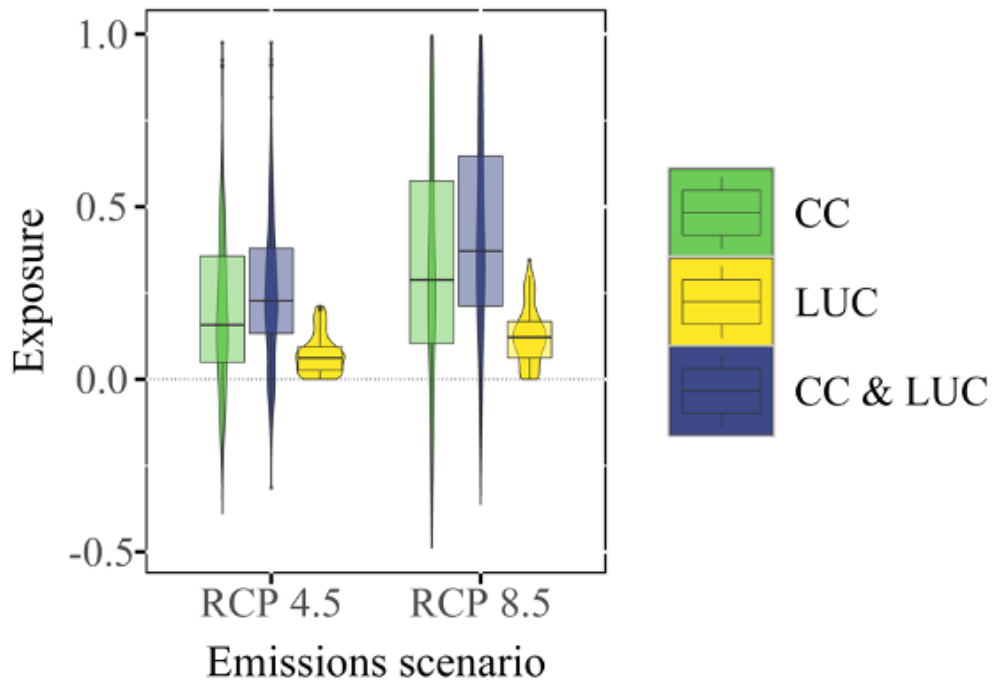 Exposure
1.0
0.5
0.0
-0.5
RCP 4.5 RCP 8.5
Emissions scenario
CC
LUC
CC & LUC